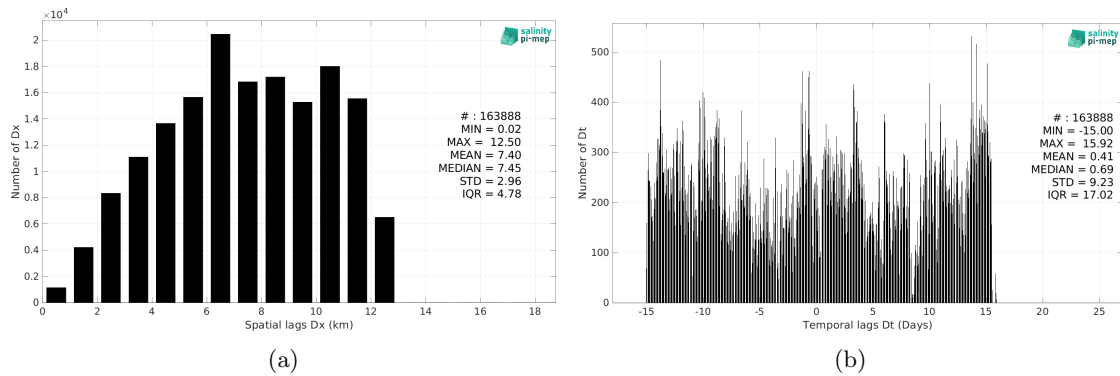 ×10⁴
2
1.8
1.6
1.4
1.2
1
0.8
0.6
0.4
0.2
0
Number of Dx
0 2 4 6 8 10 12 14 16 18
Spatial lags Dx (km)
salinity
pi-mep
# : 163888
MIN = 0.02
MAX = 12.50
MEAN = 7.40
MEDIAN = 7.45
STD = 2.96
IQR = 4.78
(a)
500
400
300
200
100
0
Number of Dt
-15 -10 -5 0 5 10 15 20 25
Temporal lags Dt (Days)
salinity
pi-mep
# : 163888
MIN = -15.00
MAX = 15.92
MEAN = 0.41
MEDIAN = 0.69
STD = 9.23
IQR = 17.02
(b)